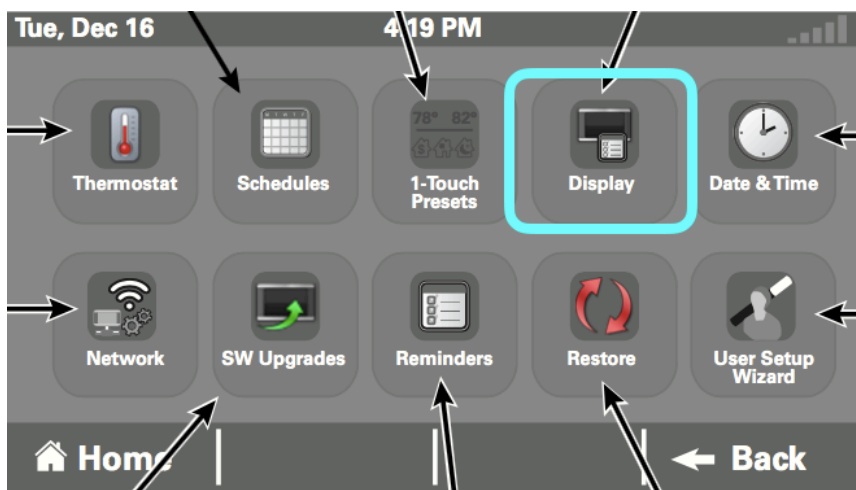 Tue, Dec 16 4:19 PM
78° 82°
Thermostat Schedules 1-Touch Presets Display Date & Time
Network SW Upgrades Reminders Restore User Setup Wizard
Home Back